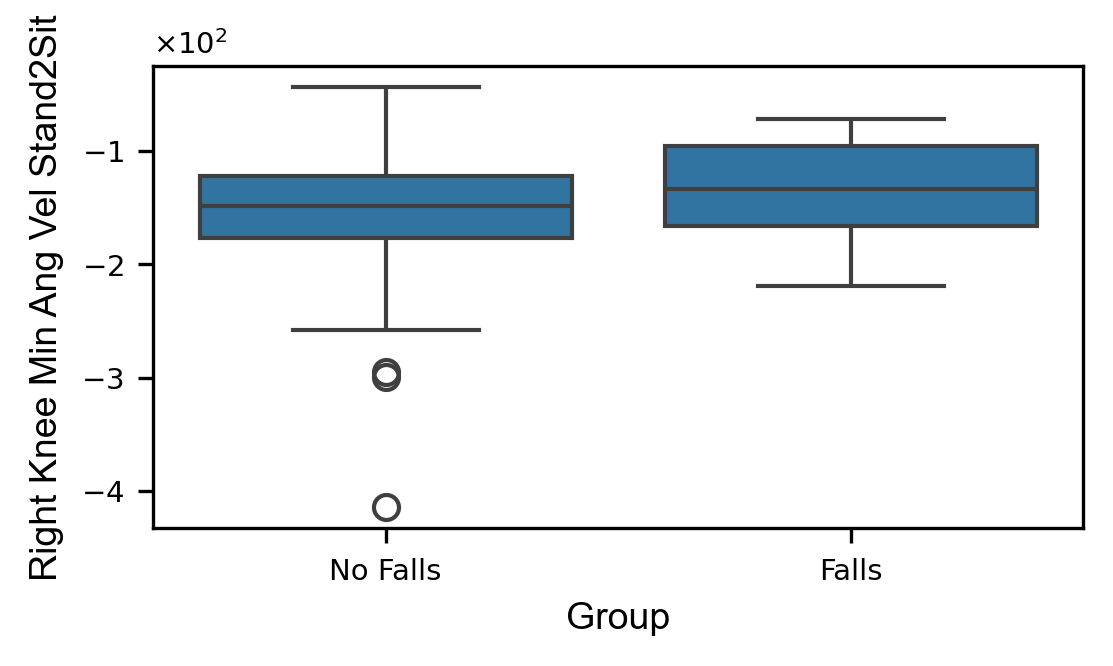 ×10²
Right Knee Min Ang Vel Stand2Sit
−1
−2
−3
−4
No Falls
Falls
Group